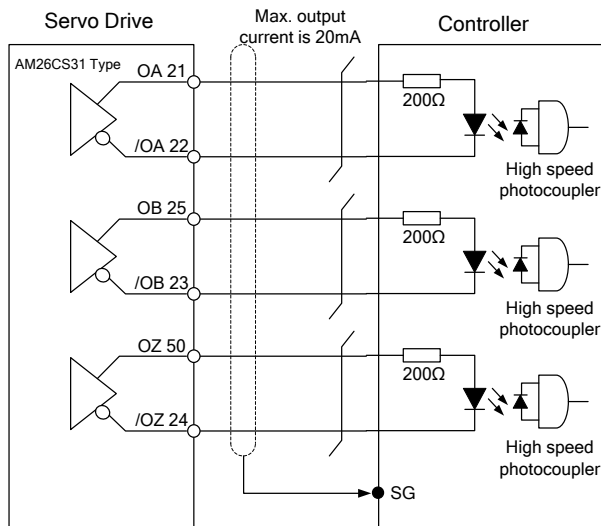 Servo Drive
Max. output
current is 20mA
Controller
AM26CS31 Type
OA 21
200Ω
/OA 22
High speed
photocoupler
OB 25
200Ω
/OB 23
High speed
photocoupler
OZ 50
200Ω
/OZ 24
High speed
photocoupler
SG